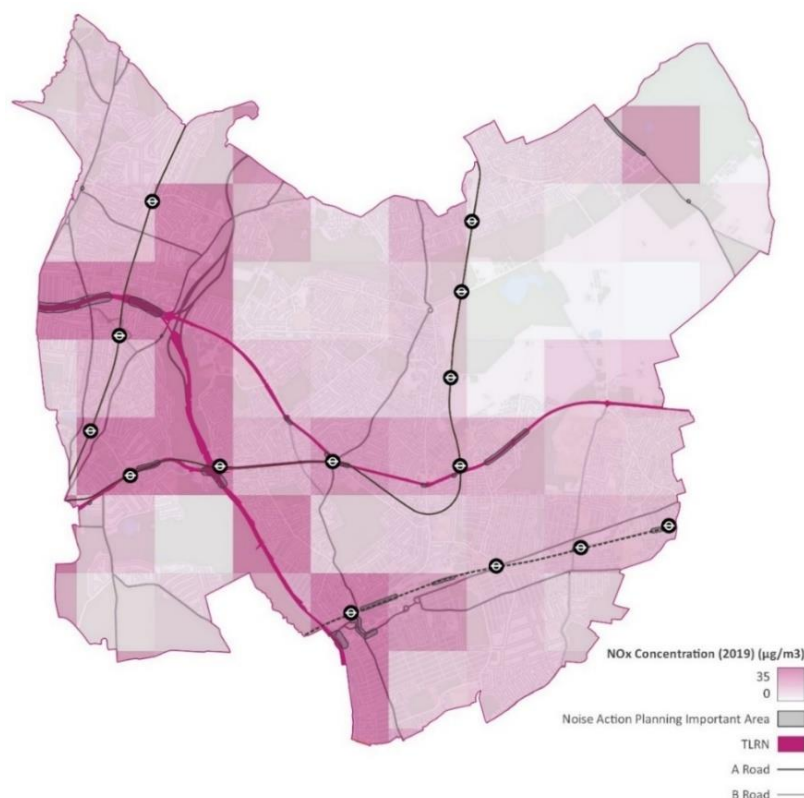 NOx Concentration (2019) (µg/m3)
35
0
Noise Action Planning Important Area
TLRN
A Road
B Road